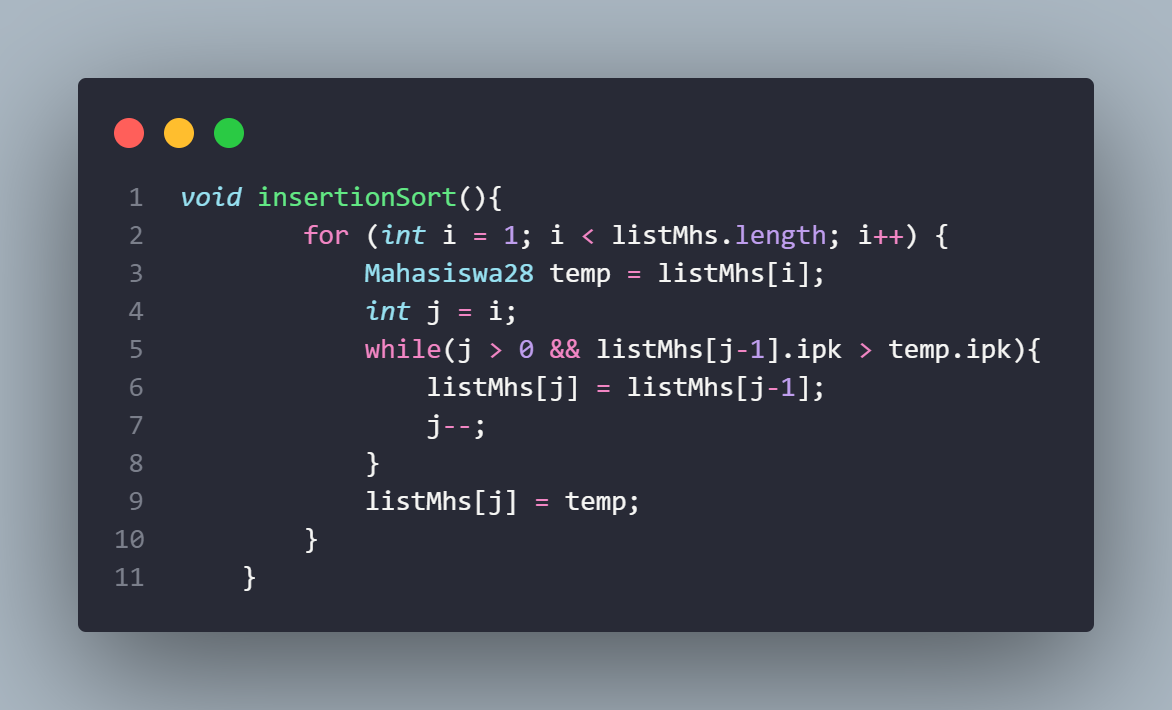 1 void insertionSort(){
2 for (int i = 1; i < listMhs.length; i++) {
3 Mahasiswa28 temp = listMhs[i];
4 int j = i;
5 while(j > 0 && listMhs[j-1].ipk > temp.ipk){
6 listMhs[j] = listMhs[j-1];
7 j--;
8 }
9 listMhs[j] = temp;
10 }
11 }